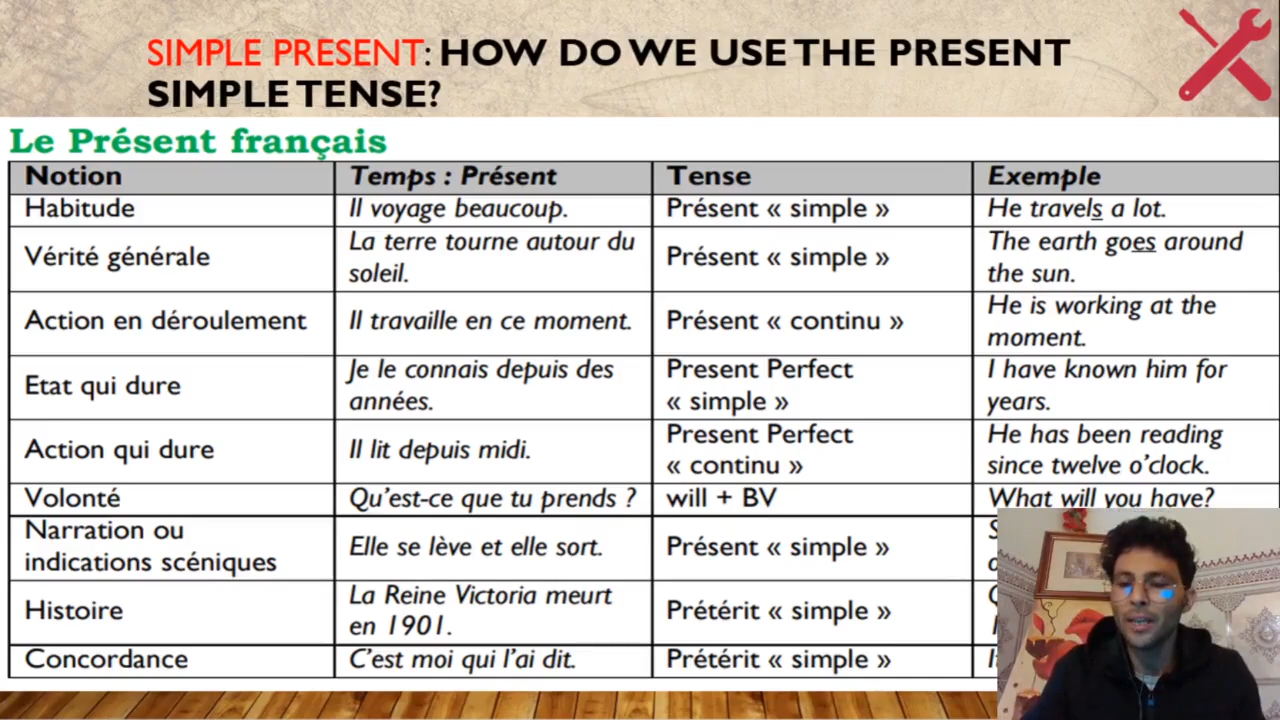 SIMPLE PRESENT: HOW DO WE USE THE PRESENT
SIMPLE TENSE?
Le Présent français
Notion
Temps : Présent
Tense
Exemple
Habitude
Il voyage beaucoup.
Présent « simple »
He travels a lot.
Vérité générale
La terre tourne autour du
soleil.
Présent « simple »
The earth goes around
the sun.
Action en déroulement
Il travaille en ce moment.
Présent « continu »
He is working at the
moment.
Etat qui dure
Je le connais depuis des
années.
Present Perfect
« simple »
I have known him for
years.
Action qui dure
Il lit depuis midi.
Present Perfect
« continu »
He has been reading
since twelve o’clock.
Volonté
Qu’est-ce que tu prends ?
will + BV
What will you have?
Narration ou
indications scéniques
Elle se lève et elle sort.
Présent « simple »
Histoire
La Reine Victoria meurt
en 1901.
Prétérit « simple »
Concordance
C’est moi qui l’ai dit.
Prétérit « simple »